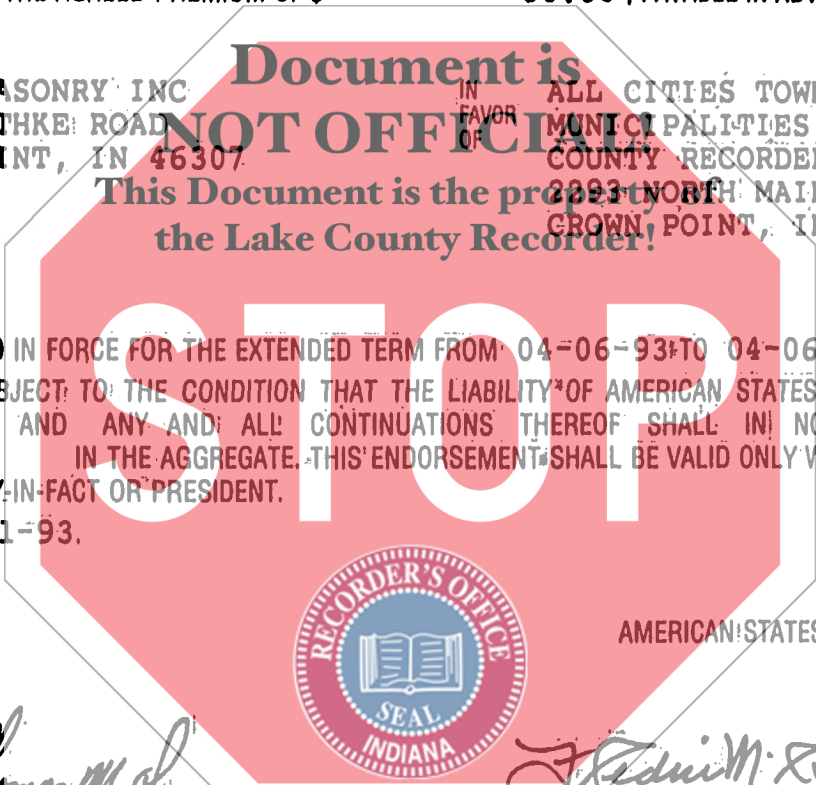 Document is
NOT OFFICIAL!
This Document is the property of
the Lake County Recorder!
ASONRY INC
THKE ROAD
INT, IN 46307
IN
FAVOR
OF
ALL CITIES TOW
MUNICIPALITIES
COUNTY RECORDE
2293 NORTH MAI
CROWN POINT, I
STOP
IN FORCE FOR THE EXTENDED TERM FROM 04-06-93 TO 04-06
BJECT TO THE CONDITION THAT THE LIABILITY OF AMERICAN STATES
AND ANY AND ALL CONTINUATIONS THEREOF SHALL IN NO
IN THE AGGREGATE. THIS ENDORSEMENT SHALL BE VALID ONLY W
Y-IN-FACT OR PRESIDENT.
1-93.
RECORDER'S OFFICE
SEAL
INDIANA
AMERICAN STATES